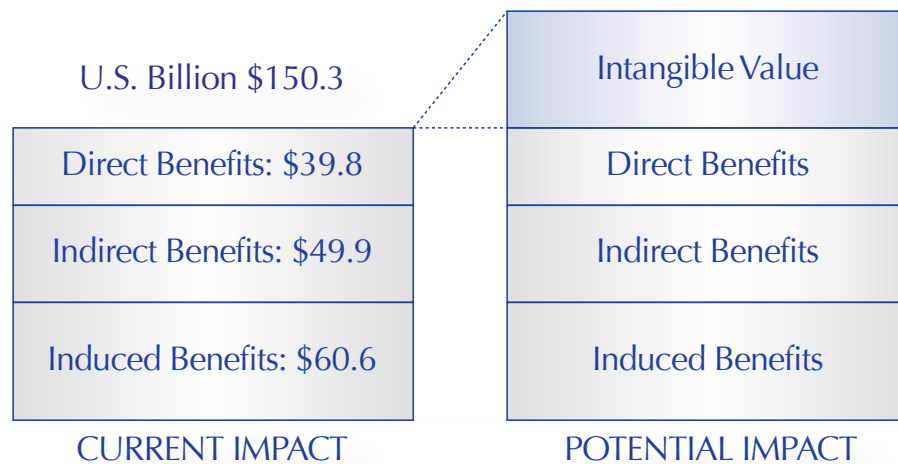 U.S. Billion $150.3
Direct Benefits: $39.8
Indirect Benefits: $49.9
Induced Benefits: $60.6
CURRENT IMPACT
Intangible Value
Direct Benefits
Indirect Benefits
Induced Benefits
POTENTIAL IMPACT